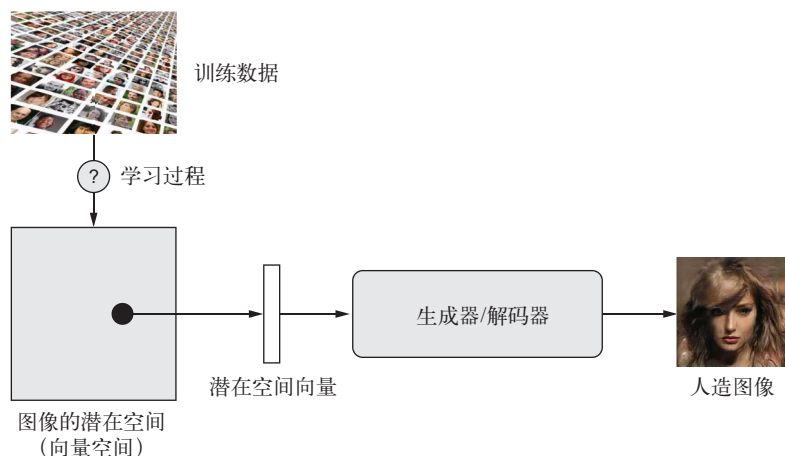 训练数据
?
学习过程
生成器/解码器
潜在空间向量
人造图像
图像的潜在空间
（向量空间）